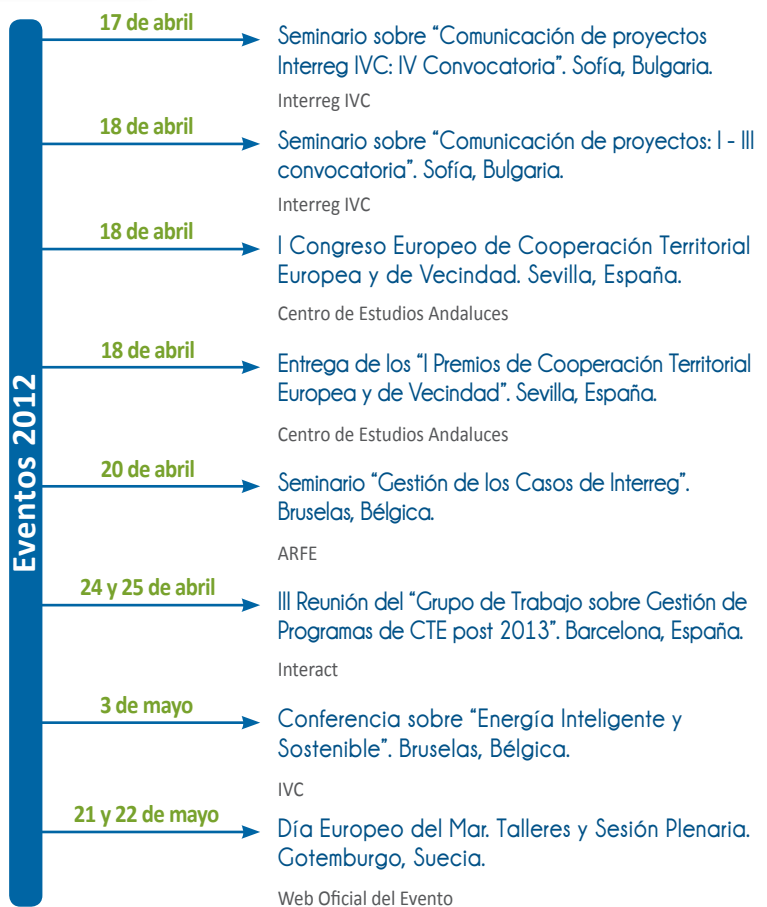 Eventos 2012
17 de abril
Seminario sobre “Comunicación de proyectos
Interreg IVC: IV Convocatoria”. Sofía, Bulgaria.
Interreg IVC
18 de abril
Seminario sobre “Comunicación de proyectos: I - III
convocatoria”. Sofía, Bulgaria.
Interreg IVC
18 de abril
I Congreso Europeo de Cooperación Territorial
Europea y de Vecindad. Sevilla, España.
Centro de Estudios Andaluces
18 de abril
Entrega de los “I Premios de Cooperación Territorial
Europea y de Vecindad”. Sevilla, España.
Centro de Estudios Andaluces
20 de abril
Seminario “Gestión de los Casos de Interreg”.
Bruselas, Bélgica.
ARFE
24 y 25 de abril
III Reunión del “Grupo de Trabajo sobre Gestión de
Programas de CTE post 2013”. Barcelona, España.
Interact
3 de mayo
Conferencia sobre “Energía Inteligente y
Sostenible”. Bruselas, Bélgica.
IVC
21 y 22 de mayo
Día Europeo del Mar. Talleres y Sesión Plenaria.
Gotemburgo, Suecia.
Web Oficial del Evento